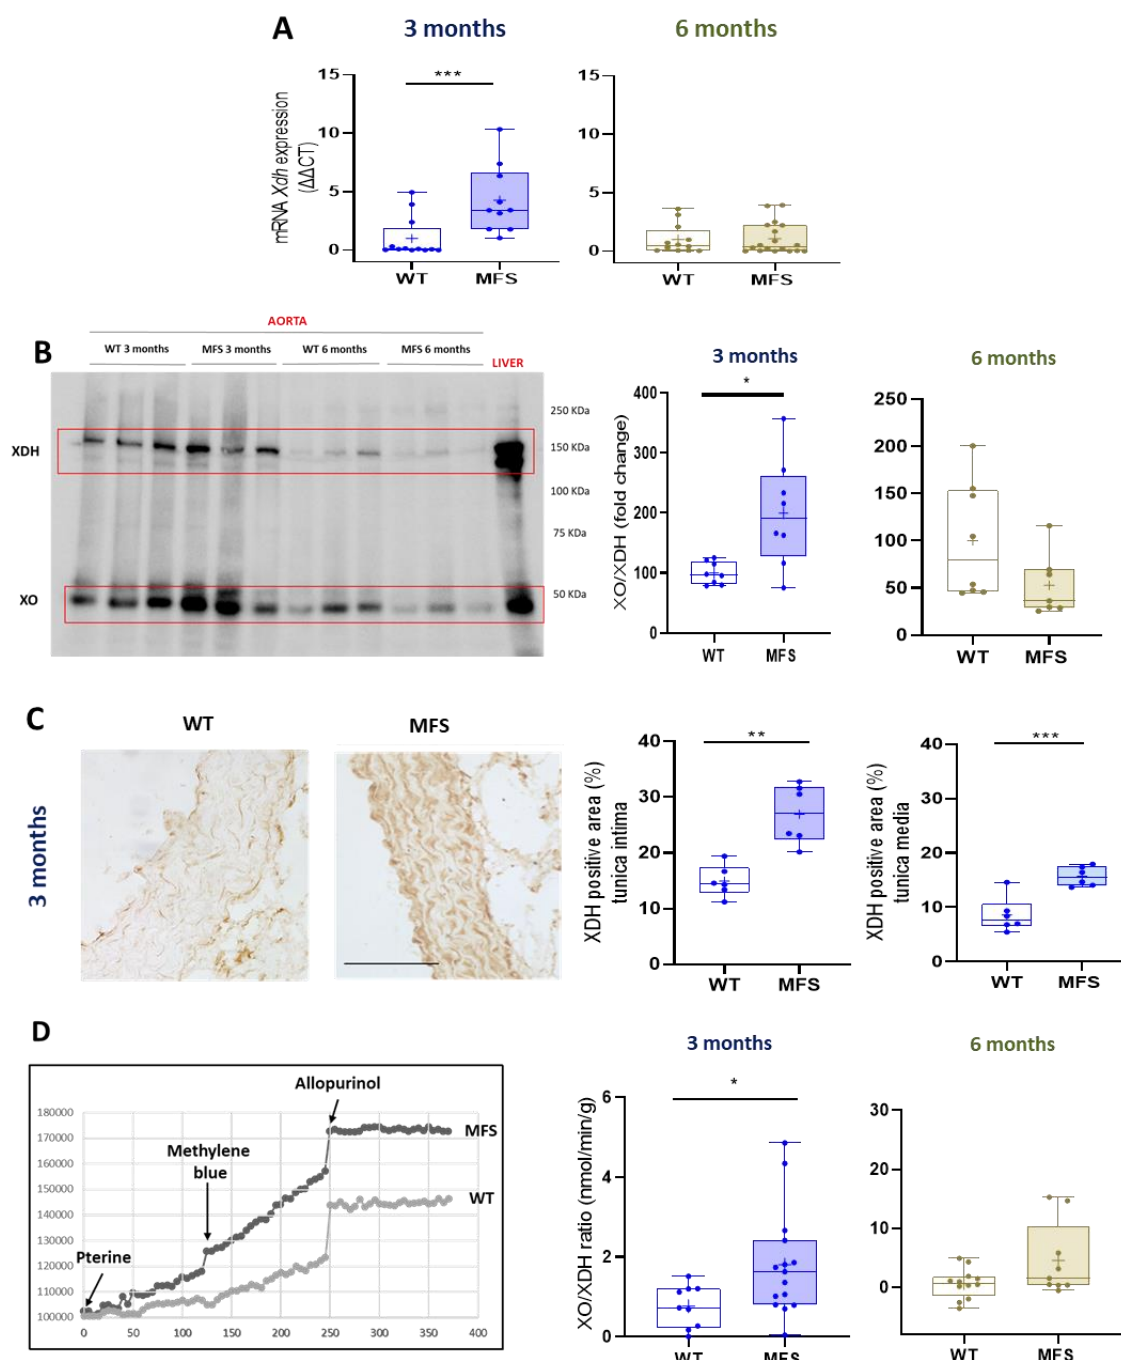 A
3 months
6 months
mRNA Xdh expression
(ΔΔCT)
15
10
5
0
***
WT
MFS
15
10
5
0
WT
MFS
B
AORTA
WT 3 months
MFS 3 months
WT 6 months
MFS 6 months
LIVER
XDH
XO
250 KDa
150 KDa
100 KDa
75 KDa
50 KDa
3 months
XO/XDH (fold change)
400
300
200
100
0
*
WT
MFS
6 months
250
200
150
100
50
0
WT
MFS
C
WT
MFS
3 months
XDH positive area (%)
tunica intima
40
30
20
10
0
**
WT
MFS
XDH positive area (%)
tunica media
40
30
20
10
0
***
WT
MFS
D
180000
170000
160000
150000
140000
130000
120000
110000
100000
0
50
100
150
200
250
300
350
400
Pterine
Methylene
blue
Allopurinol
MFS
WT
3 months
XO/XDH ratio (nmol/min/g)
6
4
2
0
*
WT
MFS
6 months
30
20
10
0
WT
MFS